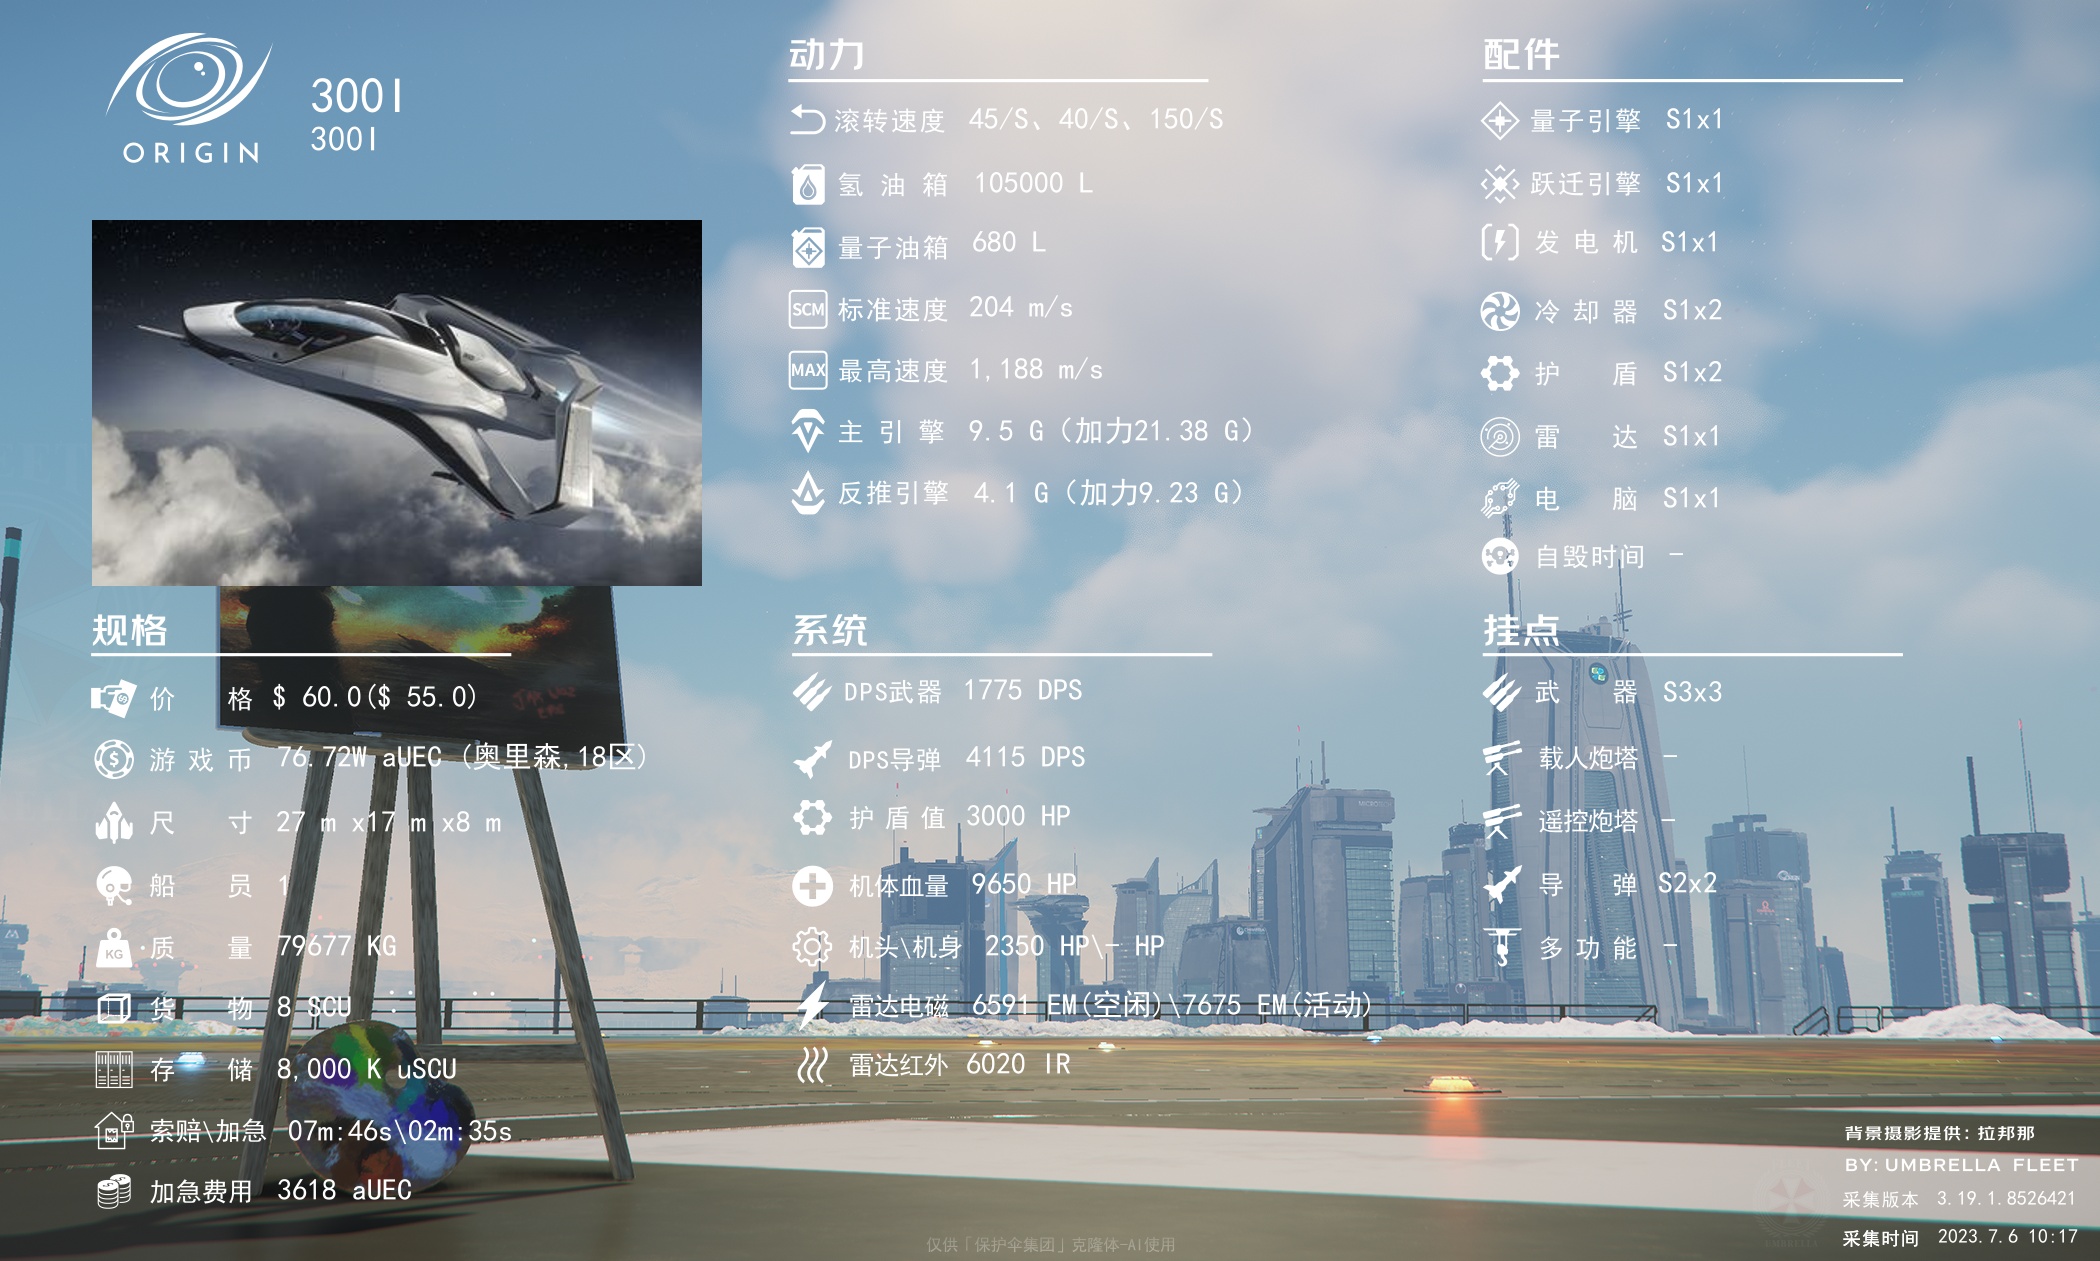 ORIGIN
300I
300I
规格
价格 $ 60.0($ 55.0)
游戏币 76.72W aUEC (奥里森,18区)
尺寸 27 m x17 m x8 m
船员 1
KG 质量 79677 KG
货物 8 SCU
存储 8,000 K uSCU
索赔\加急 07m:46s\02m:35s
加急费用 3618 aUEC
动力
滚转速度 45/S、40/S、150/S
氢油箱 105000 L
量子油箱 680 L
SCM 标准速度 204 m/s
MAX 最高速度 1,188 m/s
主引擎 9.5 G（加力21.38 G）
反推引擎 4.1 G（加力9.23 G）
系统
DPS武器 1775 DPS
DPS导弹 4115 DPS
护盾值 3000 HP
机体血量 9650 HP
机头\机身 2350 HP\- HP
雷达电磁 6591 EM(空闲)\7675 EM(活动)
雷达红外 6020 IR
配件
量子引擎 S1x1
跃迁引擎 S1x1
发电机 S1x1
冷却器 S1x2
护盾 S1x2
雷达 S1x1
电脑 S1x1
自毁时间 -
挂点
武器 S3x3
载人炮塔 -
遥控炮塔 -
导弹 S2x2
多功能 -
背景摄影提供：拉邦那
BY: UMBRELLA FLEET
采集版本 3.19.1.8526421
采集时间 2023.7.6 10:17
仅供「保护伞集团」克隆体-AI使用